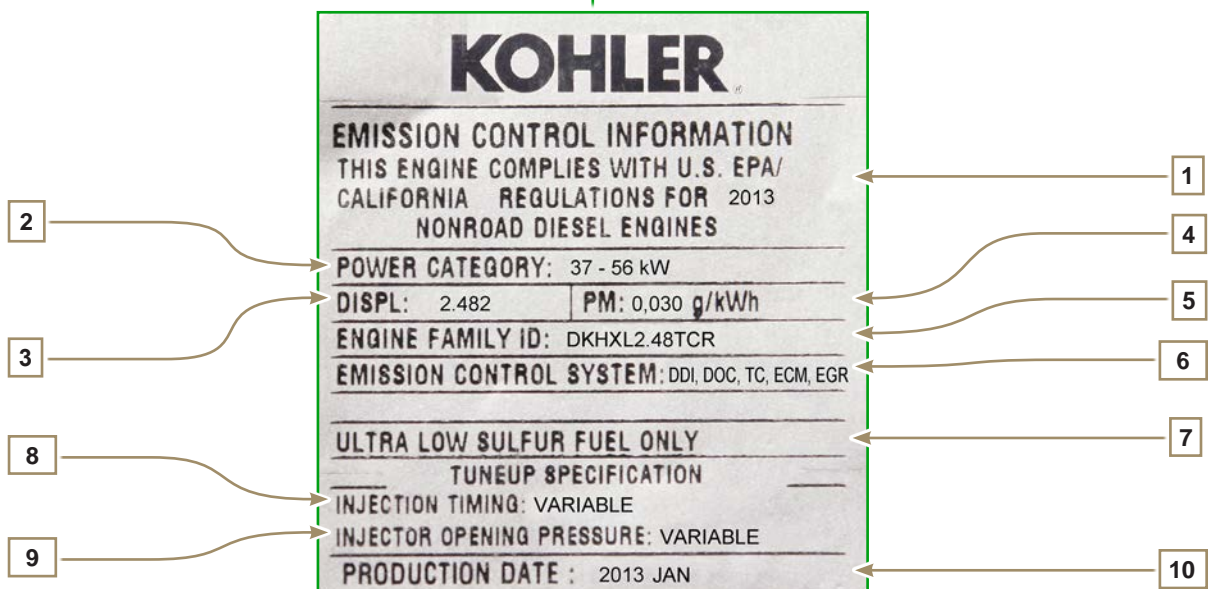 KOHLER®
EMISSION CONTROL INFORMATION
THIS ENGINE COMPLIES WITH U.S. EPA/
1
CALIFORNIA REGULATIONS FOR 2013
2
NONROAD DIESEL ENGINES
4
POWER CATEGORY: 37 - 56 kW
DISPL: 2.482 PM: 0,030 g/kWh
5
ENGINE FAMILY ID: DKHXL2.48TCR
3
6
EMISSION CONTROL SYSTEM: DDI, DOC, TC, ECM, EGR
ULTRA LOW SULFUR FUEL ONLY
7
8
TUNEUP SPECIFICATION
INJECTION TIMING: VARIABLE
INJECTOR OPENING PRESSURE: VARIABLE
9
PRODUCTION DATE : 2013 JAN
10